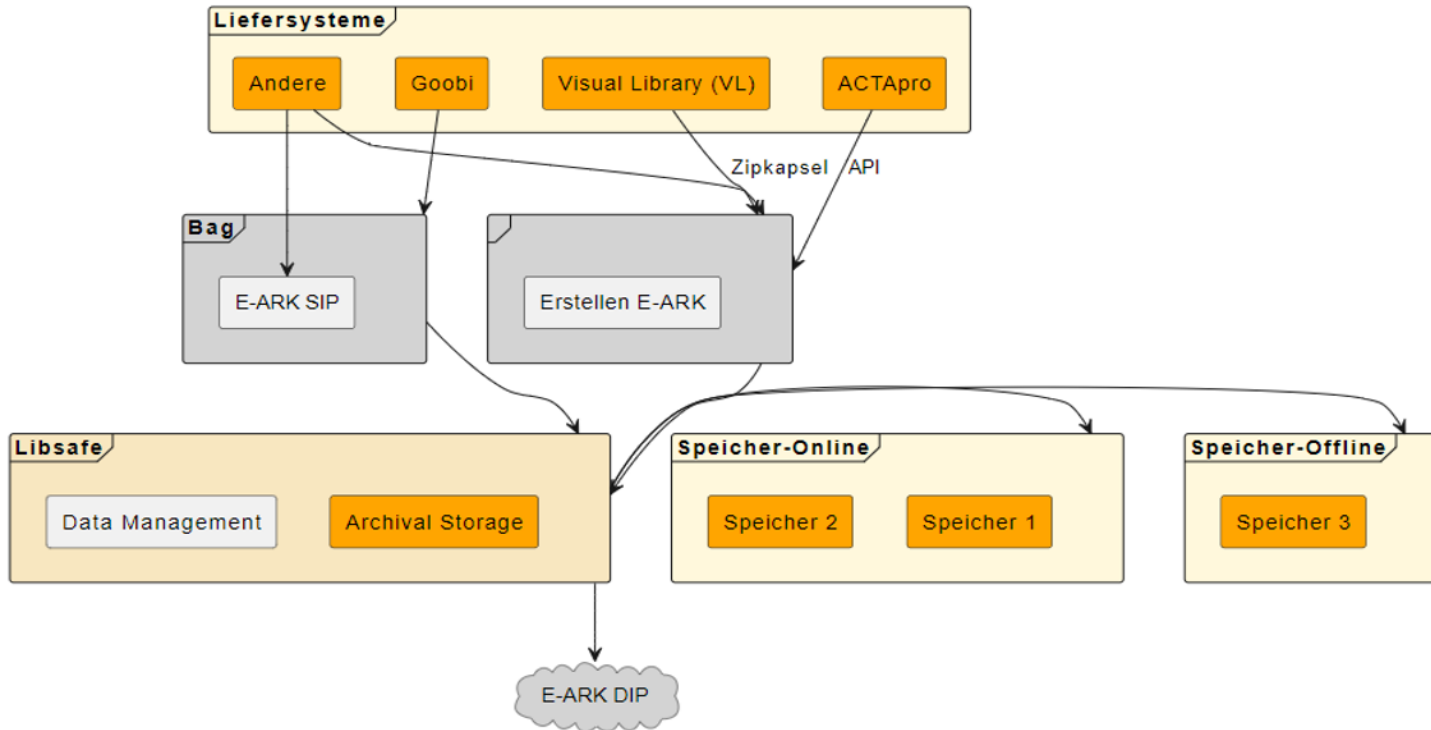 Liefersysteme
Andere
Goobi
Visual Library (VL)
ACTApro
Zipkapsel
API
Bag
E-ARK SIP
Erstellen E-ARK
Libsafe
Data Management
Archival Storage
Speicher-Online
Speicher 2
Speicher 1
Speicher-Offline
Speicher 3
E-ARK DIP